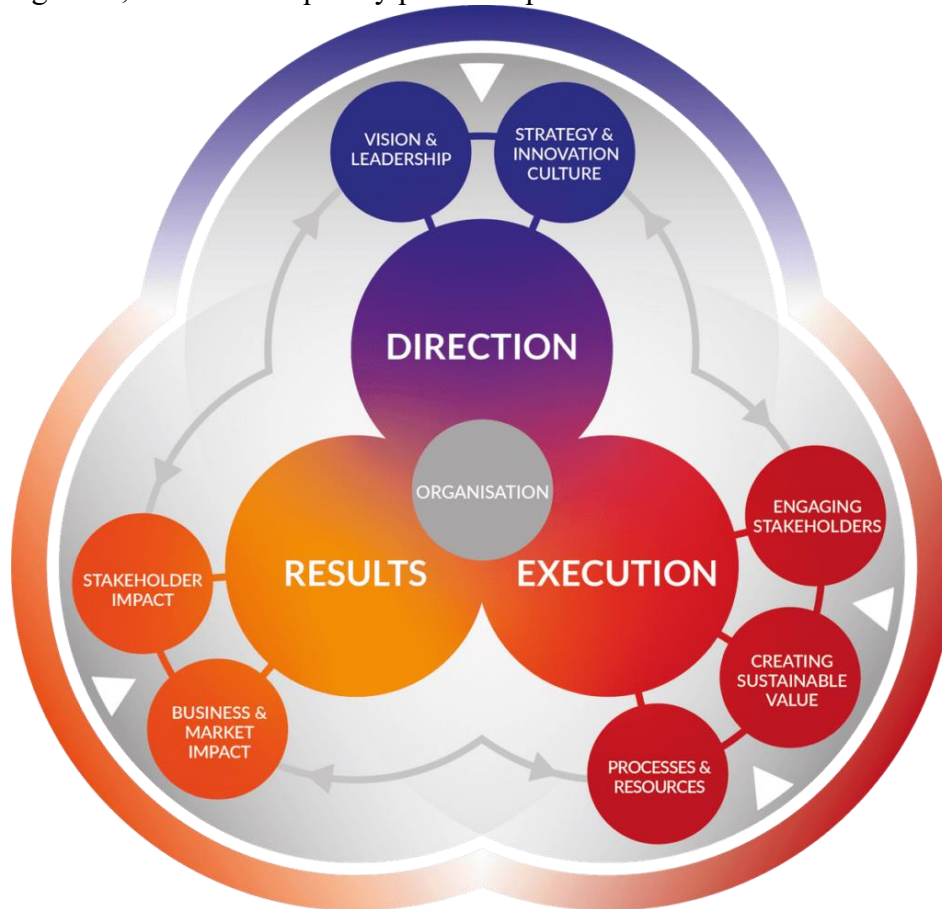 VISION &
LEADERSHIP
STRATEGY &
INNOVATION
CULTURE
DIRECTION
ORGANISATION
RESULTS
EXECUTION
ENGAGING
STAKEHOLDERS
STAKEHOLDER
IMPACT
CREATING
SUSTAINABLE
VALUE
BUSINESS &
MARKET
IMPACT
PROCESSES &
RESOURCES